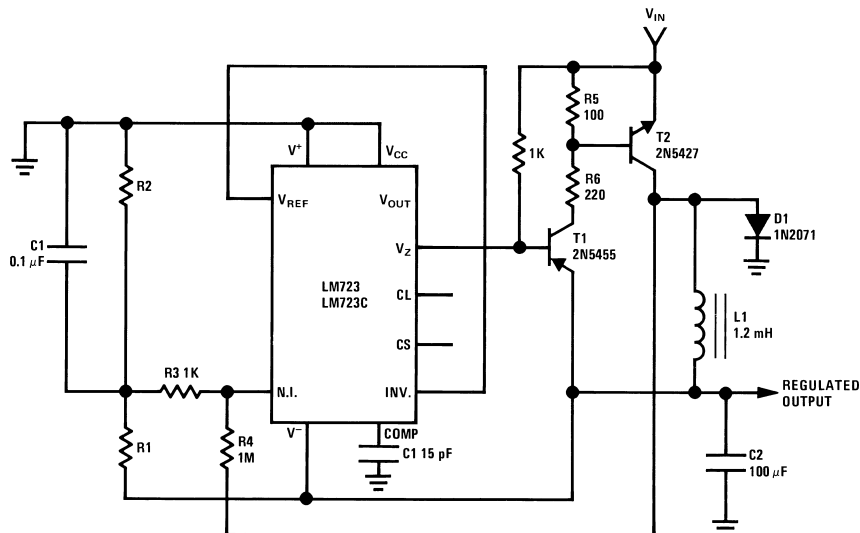 VIN
R5
100
T2
2N5427
1K
R6
220
V+
VCC
R2
VREF
VOUT
D1
1N2071
C1
0.1 μF
T1
2N5455
VZ
LM723
LM723C
CL
L1
1.2 mH
CS
R3 1K
N.I.
INV.
REGULATED
OUTPUT
R1
R4
1M
V−
COMP
C1 15 pF
C2
100 μF